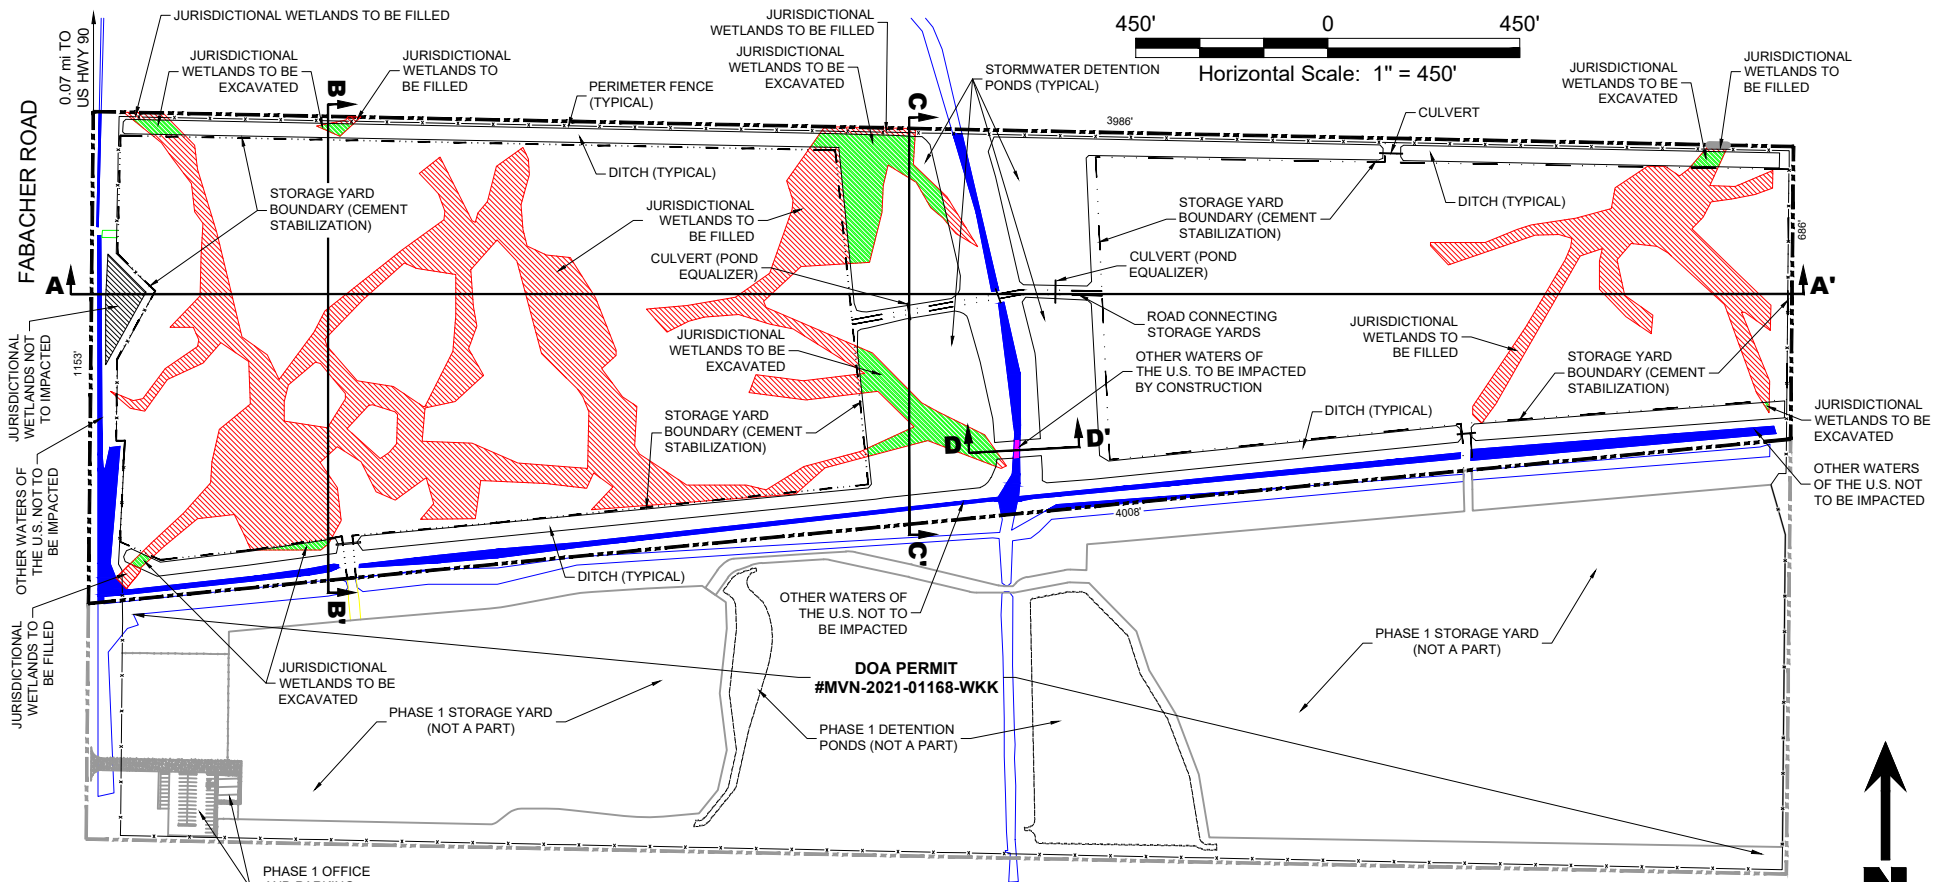 JURISDICTIONAL WETLANDS TO BE FILLED
JURISDICTIONAL
WETLANDS TO BE FILLED
450'
0
450'
Horizontal Scale: 1" = 450'
0.07 mi TO
US HWY 90
JURISDICTIONAL
WETLANDS TO BE
EXCAVATED
JURISDICTIONAL
WETLANDS TO
BE FILLED
JURISDICTIONAL
WETLANDS TO BE
EXCAVATED
STORMWATER DETENTION
PONDS (TYPICAL)
JURISDICTIONAL
WETLANDS TO BE
EXCAVATED
JURISDICTIONAL
WETLANDS TO
BE FILLED
PERIMETER FENCE
(TYPICAL)
B
C
3986'
CULVERT
FABACHER ROAD
DITCH (TYPICAL)
STORAGE YARD
BOUNDARY (CEMENT
STABILIZATION)
JURISDICTIONAL
WETLANDS TO
BE FILLED
STORAGE YARD
BOUNDARY (CEMENT
STABILIZATION)
DITCH (TYPICAL)
686'
CULVERT (POND
EQUALIZER)
CULVERT (POND
EQUALIZER)
A
A'
JURISDICTIONAL
WETLANDS NOT
TO IMPACTED
1153'
JURISDICTIONAL
WETLANDS TO BE
EXCAVATED
ROAD CONNECTING
STORAGE YARDS
OTHER WATERS OF
THE U.S. TO BE IMPACTED
BY CONSTRUCTION
JURISDICTIONAL
WETLANDS TO
BE FILLED
STORAGE YARD
BOUNDARY (CEMENT
STABILIZATION)
STORAGE YARD
BOUNDARY (CEMENT
STABILIZATION)
DITCH (TYPICAL)
D
D'
JURISDICTIONAL
WETLANDS TO BE
EXCAVATED
OTHER WATERS
OF THE U.S. NOT
TO BE IMPACTED
OTHER WATERS OF
THE U.S. NOT TO
BE IMPACTED
4008'
C'
DITCH (TYPICAL)
B'
OTHER WATERS OF
THE U.S. NOT TO
BE IMPACTED
JURISDICTIONAL
WETLANDS TO
BE FILLED
JURISDICTIONAL
WETLANDS TO BE
EXCAVATED
DOA PERMIT
#MVN-2021-01168-WKK
PHASE 1 STORAGE YARD
(NOT A PART)
PHASE 1 STORAGE YARD
(NOT A PART)
PHASE 1 DETENTION
PONDS (NOT A PART)
PHASE 1 OFFICE
N